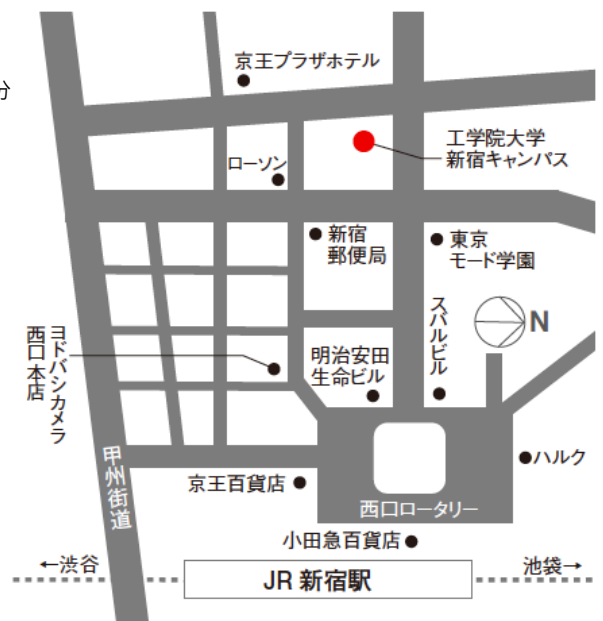 分
京王プラザホテル
工学院大学
新宿キャンパス
ローソン
新宿
郵便局
東京
モード学園
スバルビル
N
ヨドバシカメラ
西口本店
明治安田
生命ビル
甲州街道
ハルク
京王百貨店
西口ロータリー
小田急百貨店
←渋谷
池袋→
JR 新宿駅